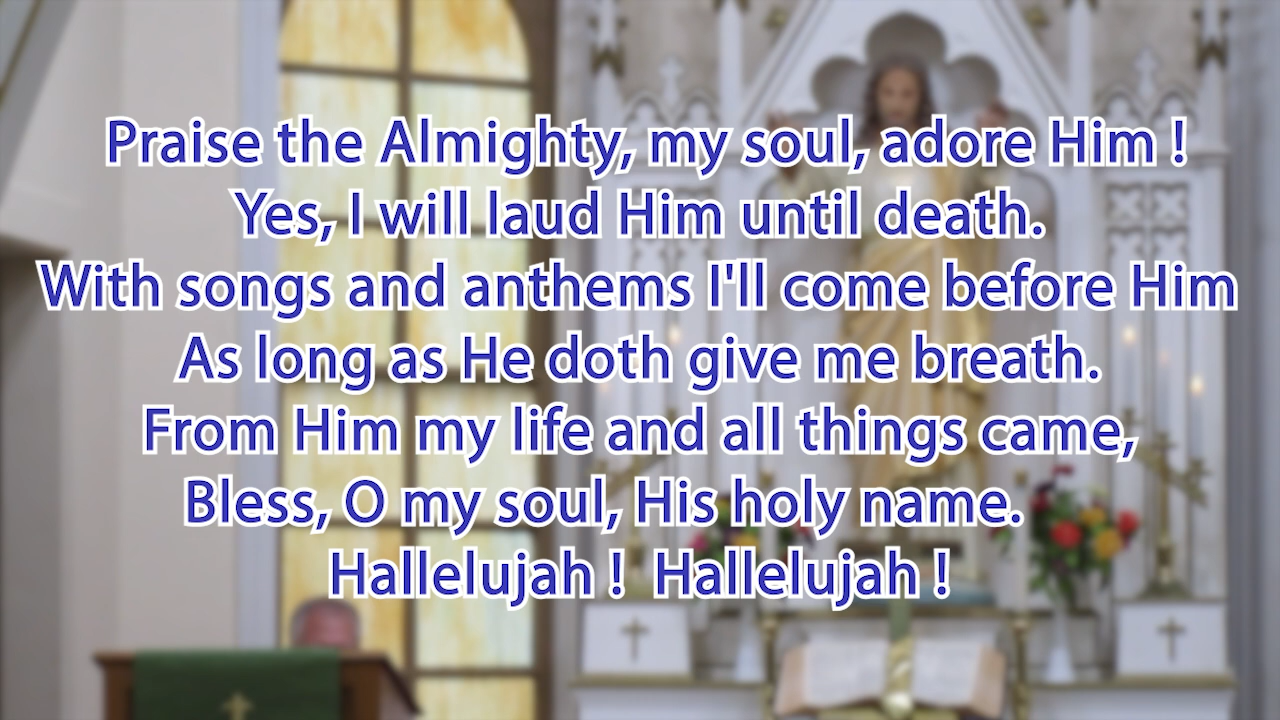 Praise the Almighty, my soul, adore Him !
Yes, I will laud Him until death.
With songs and anthems I'll come before Him
As long as He doth give me breath.
From Him my life and all things came,
Bless, O my soul, His holy name.
Hallelujah !  Hallelujah !